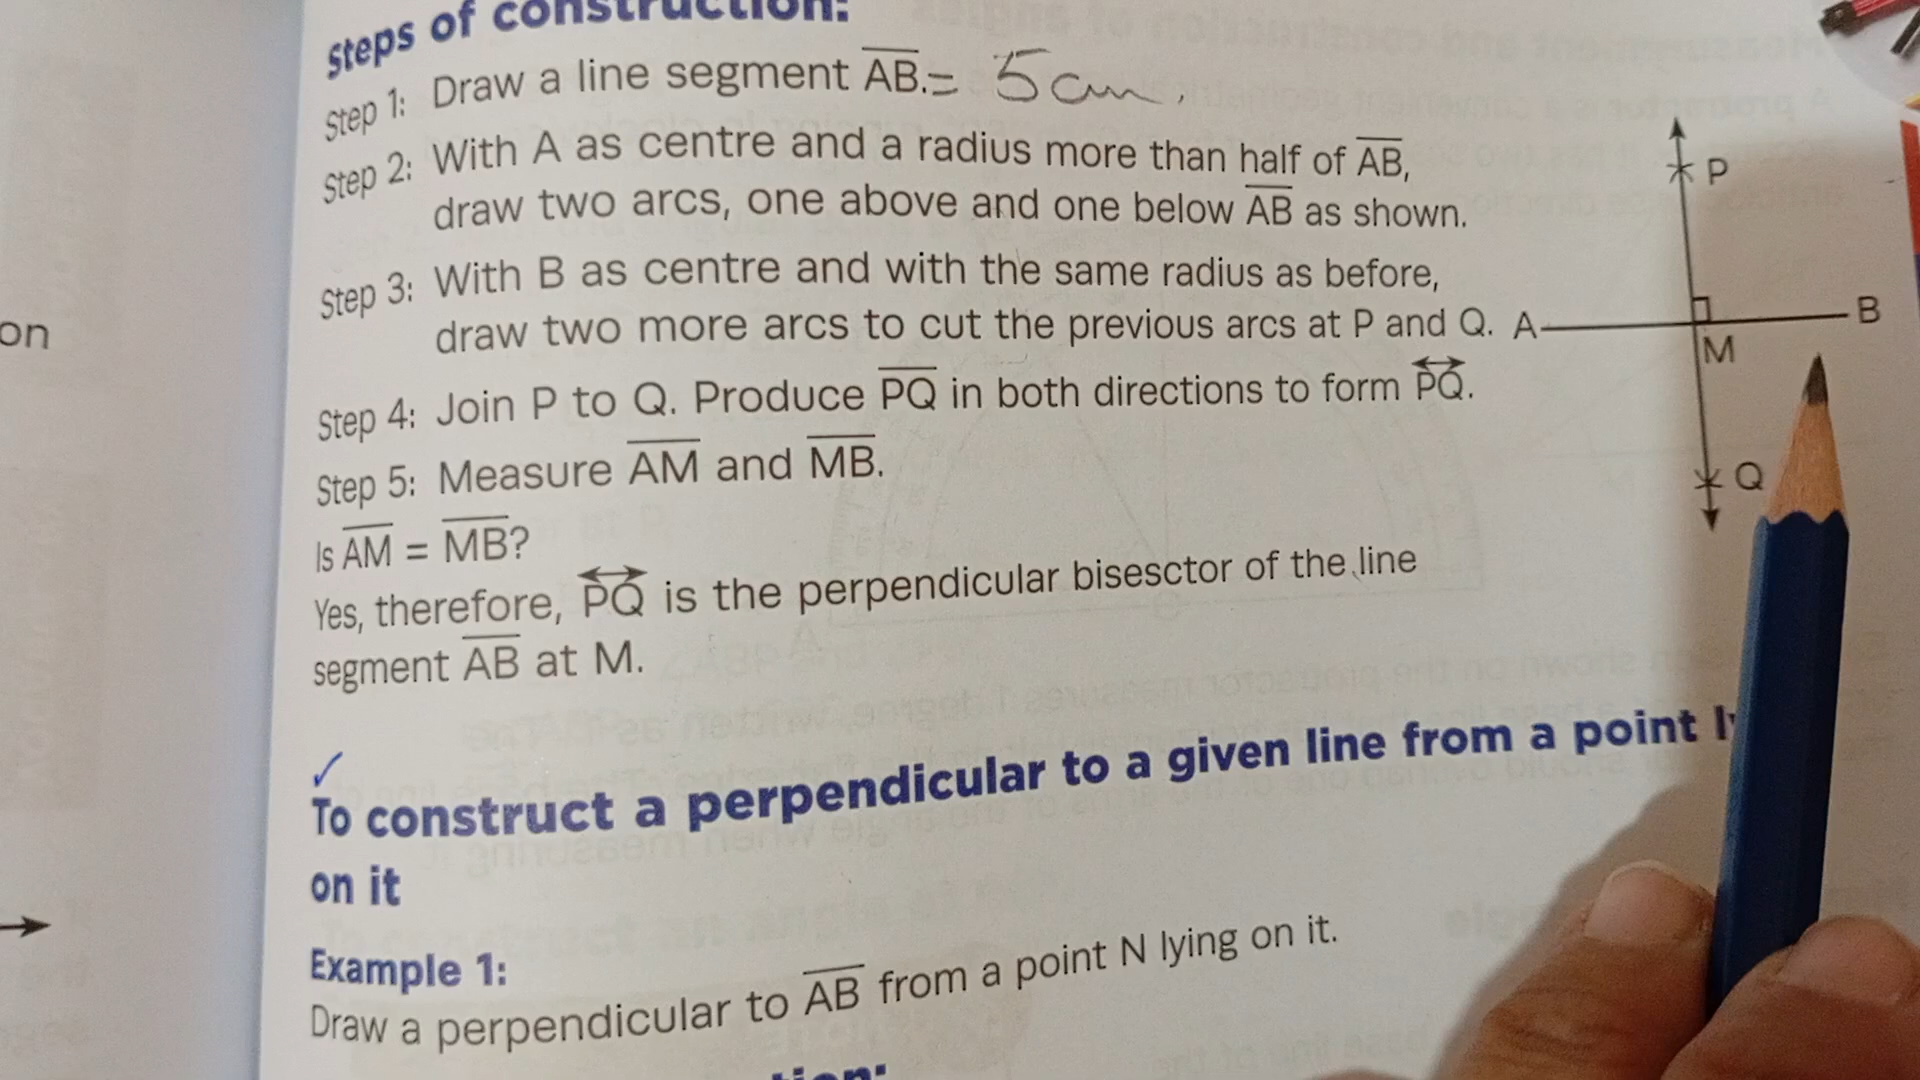 on
Steps of construction:
Step 1: Draw a line segment AB. = 5 cm,
Step 2: With A as centre and a radius more than half of AB,
draw two arcs, one above and one below AB as shown.
Step 3: With B as centre and with the same radius as before,
draw two more arcs to cut the previous arcs at P and Q.
Step 4: Join P to Q. Produce PQ in both directions to form PQ.
Step 5: Measure AM and MB.
Is AM = MB?
Yes, therefore, PQ is the perpendicular bisesctor of the line
segment AB at M.
P
A B
M
Q
To construct a perpendicular to a given line from a point
on it
Example 1:
Draw a perpendicular to AB from a point N lying on it.